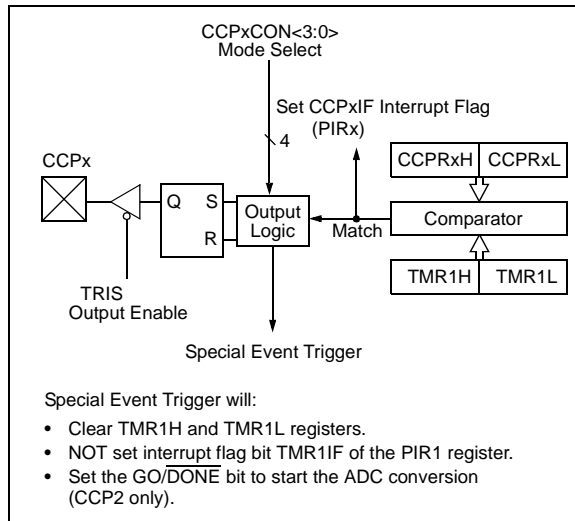 CCPxCON<3:0>
Mode Select
Set CCPxIF Interrupt Flag
(PIRx)
4
CCPx
CCPRxH CCPRxL
Q S
R
Output
Logic
Match
Comparator
TMR1H TMR1L
TRIS
Output Enable
Special Event Trigger
Special Event Trigger will:
• Clear TMR1H and TMR1L registers.
• NOT set interrupt flag bit TMR1IF of the PIR1 register.
• Set the GO/DONE bit to start the ADC conversion
(CCP2 only).